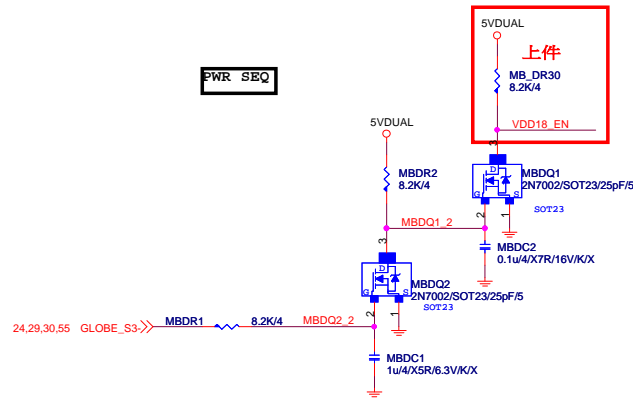 5VDUAL
上件
MB_DR30
8.2K/4
PWR SEQ
VDD18_EN
5VDUAL
3
D
MBDQ1
2N7002/SOT23/25pF/5
G
S
MBDR2
8.2K/4
SOT23
2
1
MBDQ1_2
3
MBDC2
0.1u/4/X7R/16V/K/X
D
MBDQ2
2N7002/SOT23/25pF/5
G
S
SOT23
2
1
24,29,30,55 GLOBE_S3-
MBDR1
8.2K/4
MBDQ2_2
MBDC1
1u/4/X5R/6.3V/K/X